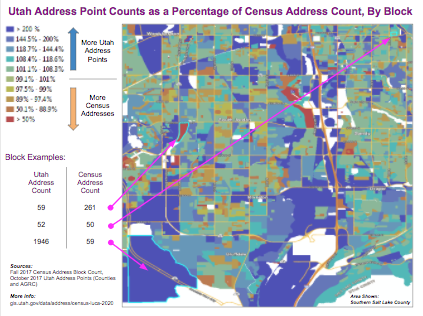 Utah Address Point Counts as a Percentage of Census Address Count, By Block
> 200 %
144.5% - 200%
118.7% - 144.4%
108.4% - 118.6%
101.1% - 108.3%
99.1% - 101%
97.5% - 99%
89% - 97.4%
50.1% - 88.9%
> 50%
More Utah
Address
Points
More
Census
Addresses
Block Examples:
Utah
Address
Count
Census
Address
Count
59 261
52 50
1946 59
Sources:
Fall 2017 Census Address Block Count,
October 2017 Utah Address Points (Counties
and AGRC).
More info:
gis.utah.gov/data/address/census-luca-2020
Area Shown:
Southern Salt Lake County